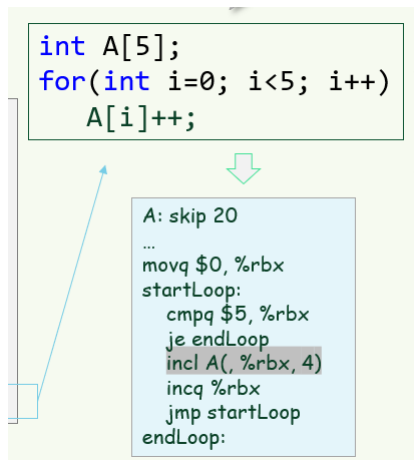 int A[5];
for(int i=0; i<5; i++)
A[i]++;
A: skip 20
...
movq $0, %rbx
startLoop:
cmpq $5, %rbx
je endLoop
incl A(, %rbx, 4)
incq %rbx
jmp startLoop
endLoop: